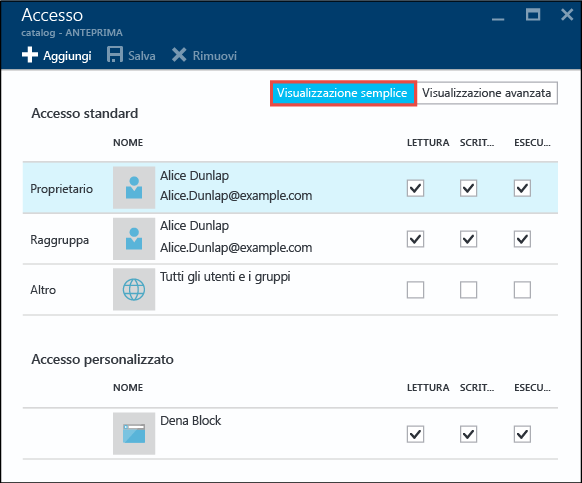 Accesso
catalog - ANTEPRIMA
Aggiungi Salva Rimuovi
Visualizzazione semplice Visualizzazione avanzata
Accesso standard
NOME LETTURA SCRIT... ESECU...
Proprietario Alice Dunlap
Alice.Dunlap@example.com
Raggruppa Alice Dunlap
Alice.Dunlap@example.com
Altro Tutti gli utenti e i gruppi
Accesso personalizzato
NOME LETTURA SCRIT... ESECU...
Dena Block